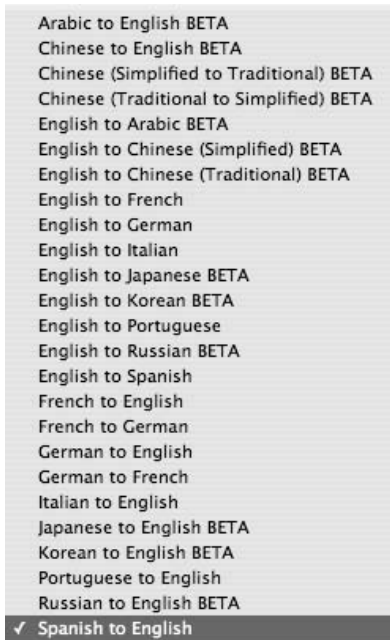 Arabic to English BETA
Chinese to English BETA
Chinese (Simplified to Traditional) BETA
Chinese (Traditional to Simplified) BETA
English to Arabic BETA
English to Chinese (Simplified) BETA
English to Chinese (Traditional) BETA
English to French
English to German
English to Italian
English to Japanese BETA
English to Korean BETA
English to Portuguese
English to Russian BETA
English to Spanish
French to English
French to German
German to English
German to French
Italian to English
Japanese to English BETA
Korean to English BETA
Portuguese to English
Russian to English BETA
✓ Spanish to English